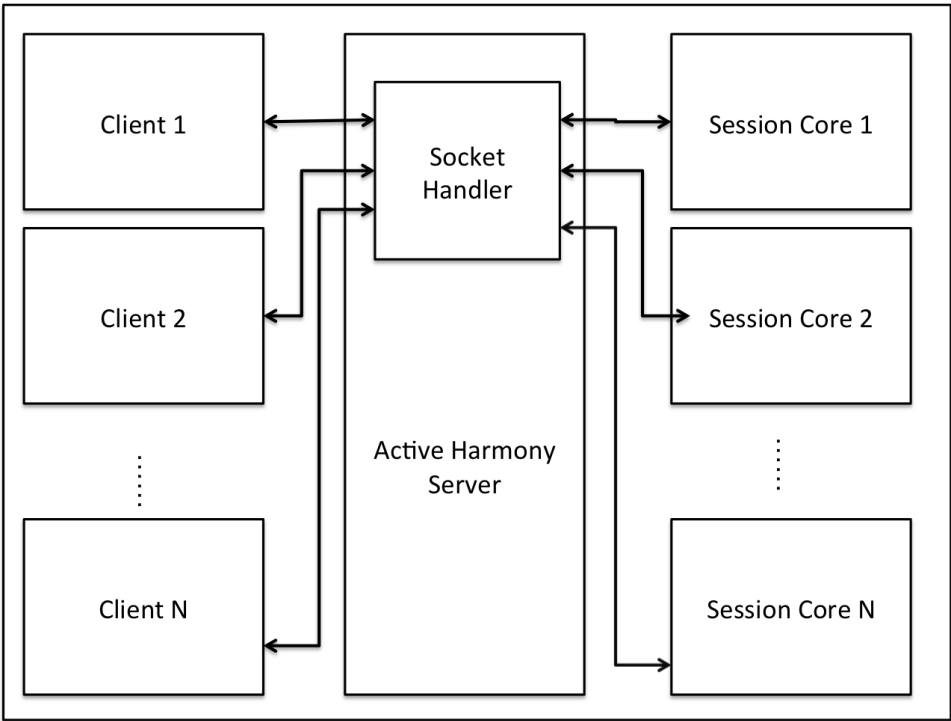 Client 1
Socket
Handler
Session Core 1
Client 2
Session Core 2
Active Harmony
Server
Client N
Session Core N